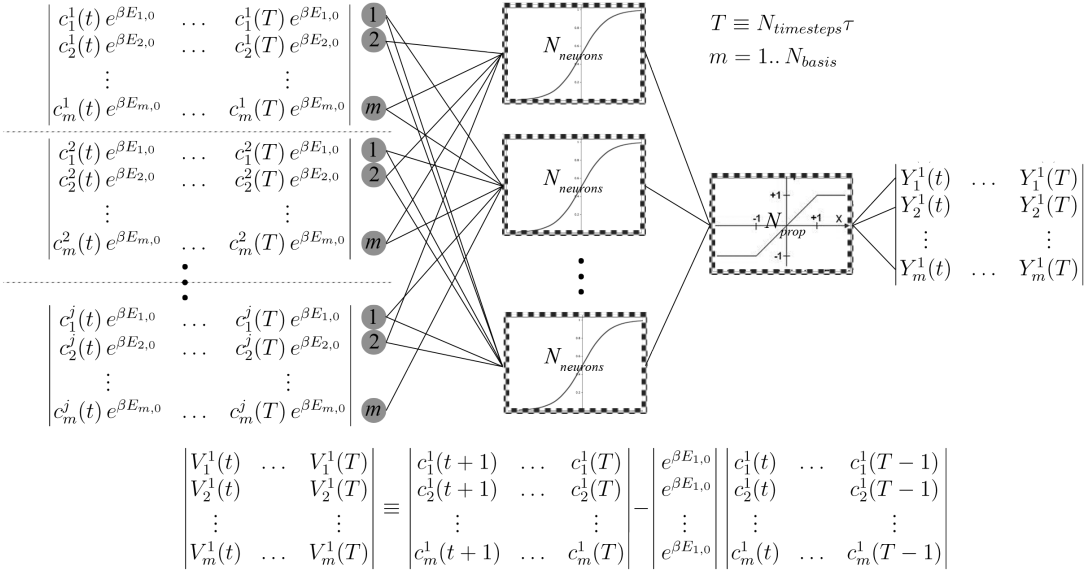 c_1^1(t) e^{βE_{1,0}} … c_1^1(T) e^{βE_{1,0}} 1
c_2^1(t) e^{βE_{2,0}} … c_1^1(T) e^{βE_{2,0}} 2
⋮ ⋮
c_m^1(t) e^{βE_{m,0}} … c_m^1(T) e^{βE_{m,0}} m
c_1^2(t) e^{βE_{1,0}} … c_1^2(T) e^{βE_{1,0}} 1
c_2^2(t) e^{βE_{2,0}} … c_2^2(T) e^{βE_{2,0}} 2
⋮ ⋮
c_m^2(t) e^{βE_{m,0}} … c_m^2(T) e^{βE_{m,0}} m
⋮
c_1^j(t) e^{βE_{1,0}} … c_1^j(T) e^{βE_{1,0}} 1
c_2^j(t) e^{βE_{2,0}} … c_2^j(T) e^{βE_{2,0}} 2
⋮ ⋮
c_m^j(t) e^{βE_{m,0}} … c_m^j(T) e^{βE_{m,0}} m
N_{neurons}
N_{neurons}
⋮
N_{neurons}
T ≡ N_{timesteps}τ
m = 1.. N_{basis}
+1
-1 +1 X
N_{prop}
-1
Y_1^1(t) … Y_1^1(T)
Y_2^1(t) Y_2^1(T)
⋮ ⋮
Y_m^1(t) … Y_m^1(T)
|V_1^1(t) … V_1^1(T)| |c_1^1(t + 1) … c_1^1(T)| |e^{βE_{1,0}}| |c_1^1(t) … c_1^1(T − 1)|
|V_2^1(t) V_2^1(T)| ≡ |c_2^1(t + 1) … c_2^1(T)| − |e^{βE_{1,0}}| |c_2^1(t) c_2^1(T − 1)|
⋮ ⋮ ⋮ ⋮ ⋮ ⋮ ⋮
|V_m^1(t) … V_m^1(T)| |c_m^1(t + 1) … c_m^1(T)| |e^{βE_{1,0}}| |c_m^1(t) … c_m^1(T − 1)|